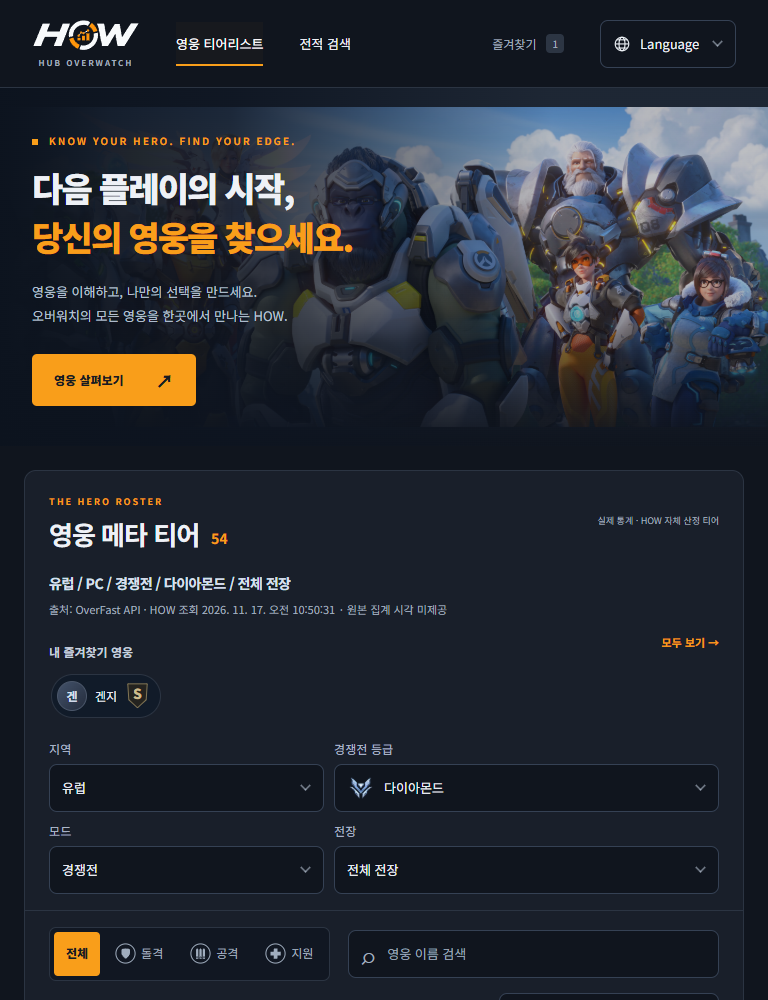 HOW
HUB OVERWATCH
영웅 티어리스트
전적 검색
즐겨찾기 1
Language
KNOW YOUR HERO. FIND YOUR EDGE.
다음 플레이의 시작,
당신의 영웅을 찾으세요.
영웅을 이해하고, 나만의 선택을 만드세요.
오버워치의 모든 영웅을 한곳에서 만나는 HOW.
영웅 살펴보기 ↗
THE HERO ROSTER
영웅 메타 티어 54
실제 통계 · HOW 자체 산정 티어
유럽 / PC / 경쟁전 / 다이아몬드 / 전체 전장
출처: OverFast API · HOW 조회 2026. 11. 17. 오전 10:50:31 · 원본 집계 시각 미제공
내 즐겨찾기 영웅
모두 보기 →
겐 겐지 S
지역
경쟁전 등급
유럽
다이아몬드
모드
전장
경쟁전
전체 전장
전체
돌격
공격
지원
영웅 이름 검색